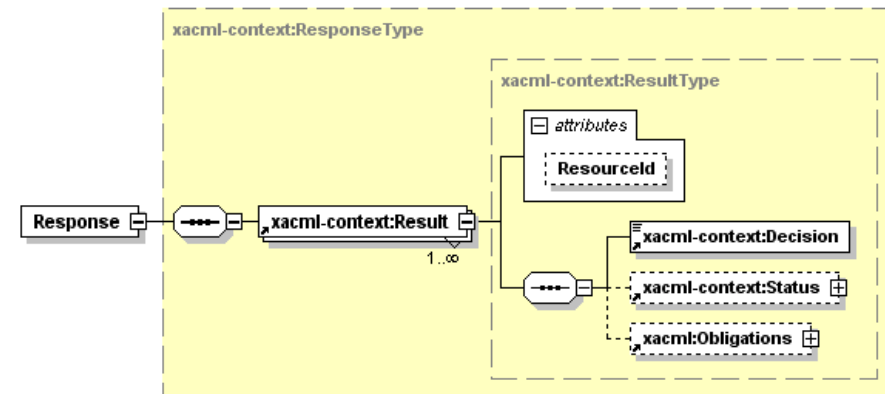 xacml-context:ResponseType
xacml-context:ResultType
attributes
ResourceId
Response
xacml-context:Result
1..∞
xacml-context:Decision
xacml-context:Status
xacml:Obligations